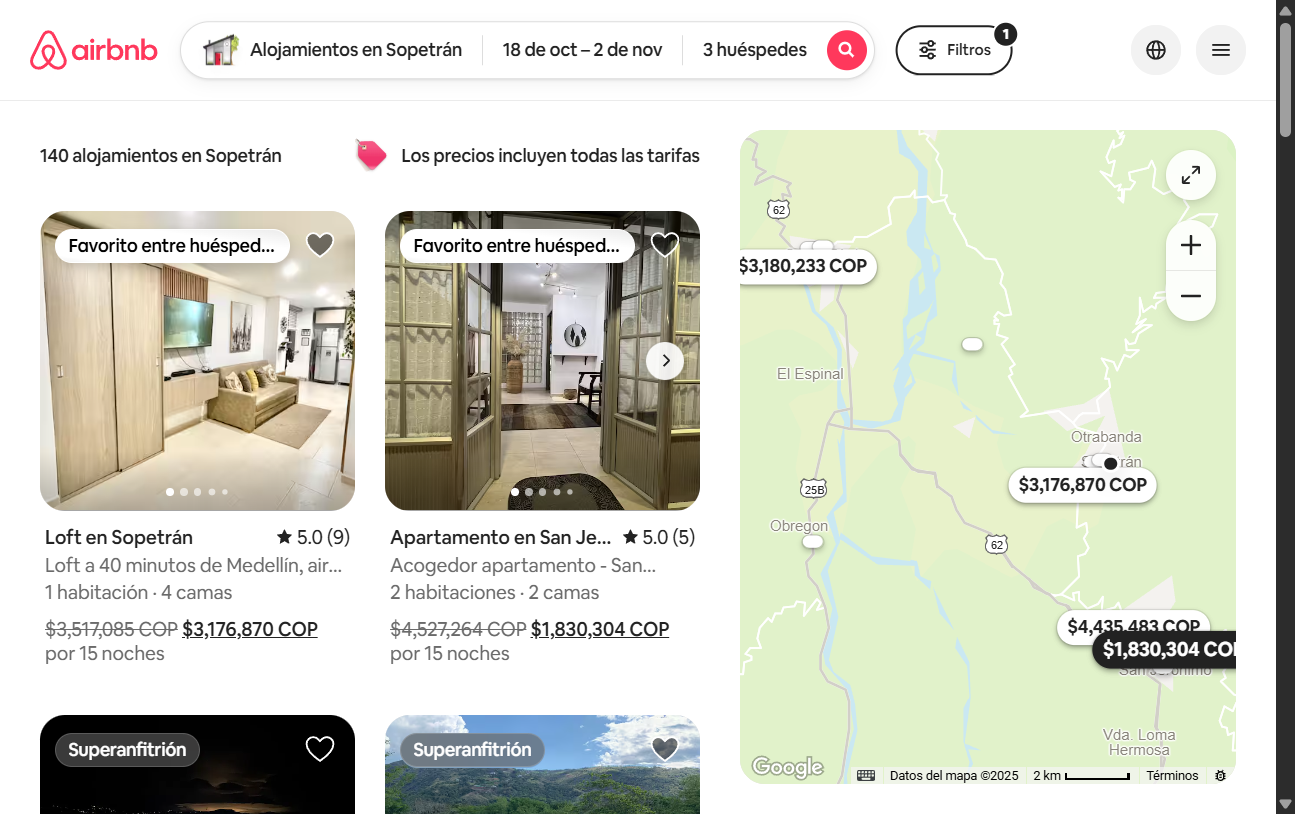 airbnb
Alojamientos en Sopetrán
18 de oct – 2 de nov
3 huéspedes
Filtros
1
140 alojamientos en Sopetrán
Los precios incluyen todas las tarifas
Favorito entre huésped...
Favorito entre huésped...
Loft en Sopetrán
5.0 (9)
Loft a 40 minutos de Medellín, air...
1 habitación · 4 camas
$3,517,085 COP $3,176,870 COP
por 15 noches
Apartamento en San Je...
5.0 (5)
Acogedor apartamento - San...
2 habitaciones · 2 camas
$4,527,264 COP $1,830,304 COP
por 15 noches
Superanfitrión
Superanfitrión
62
$3,180,233 COP
El Espinal
Otrabanda
$3,176,870 COP
25B
Obregon
62
$4,435,483 COP
$1,830,304 CO
San Jerónimo
Vda. Loma
Hermosa
Google
Datos del mapa ©2025
2 km
Términos